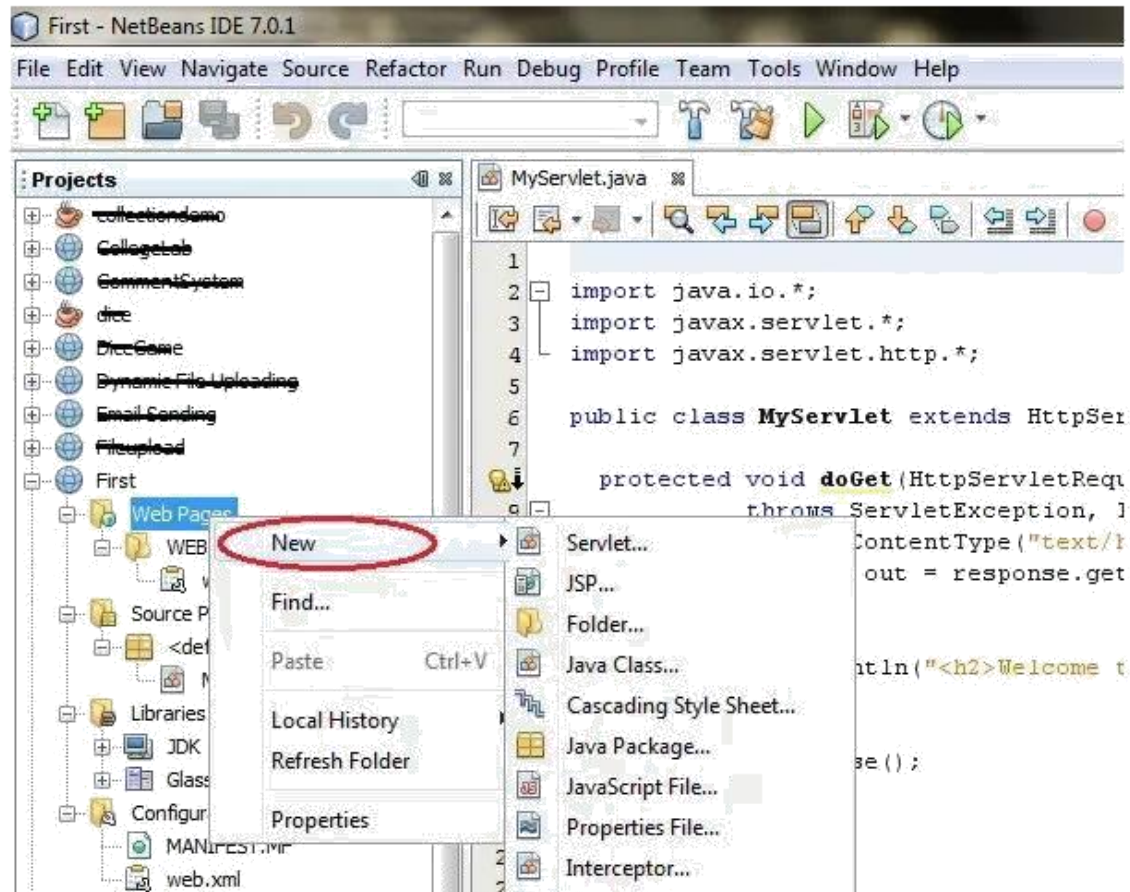 First - NetBeans IDE 7.0.1
File Edit View Navigate Source Refactor Run Debug Profile Team Tools Window Help
Projects
MyServlet.java
collectiondemo
CollegeLab
CommentSystem
dice
DiceGame
Dynamic File Uploading
Email Sending
Fileupload
First
Web Pages
WEB
Source P
<def
Libraries
JDK
Glass
Configur
MANIFEST.MF
web.xml
New
Find...
Paste Ctrl+V
Local History
Refresh Folder
Properties
Servlet...
JSP...
Folder...
Java Class...
Cascading Style Sheet...
Java Package...
JavaScript File...
Properties File...
Interceptor...
1
2 import java.io.*;
3 import javax.servlet.*;
4 import javax.servlet.http.*;
5
6 public class MyServlet extends HttpSer
7
protected void doGet(HttpServletRequ
9 throws ServletException, I
ContentType("text/h
out = response.get
ntln("<h2>Welcome t
se();